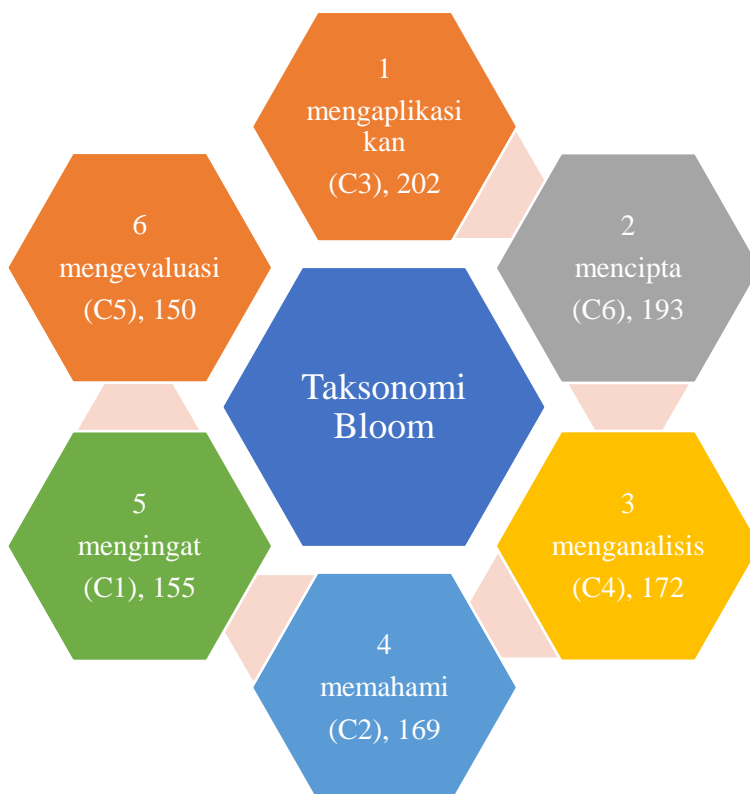 1
mengaplikasi
kan
(C3), 202
2
mencipta
(C6), 193
3
menganalisis
(C4), 172
4
memahami
(C2), 169
5
mengingat
(C1), 155
6
mengevaluasi
(C5), 150
Taksonomi
Bloom